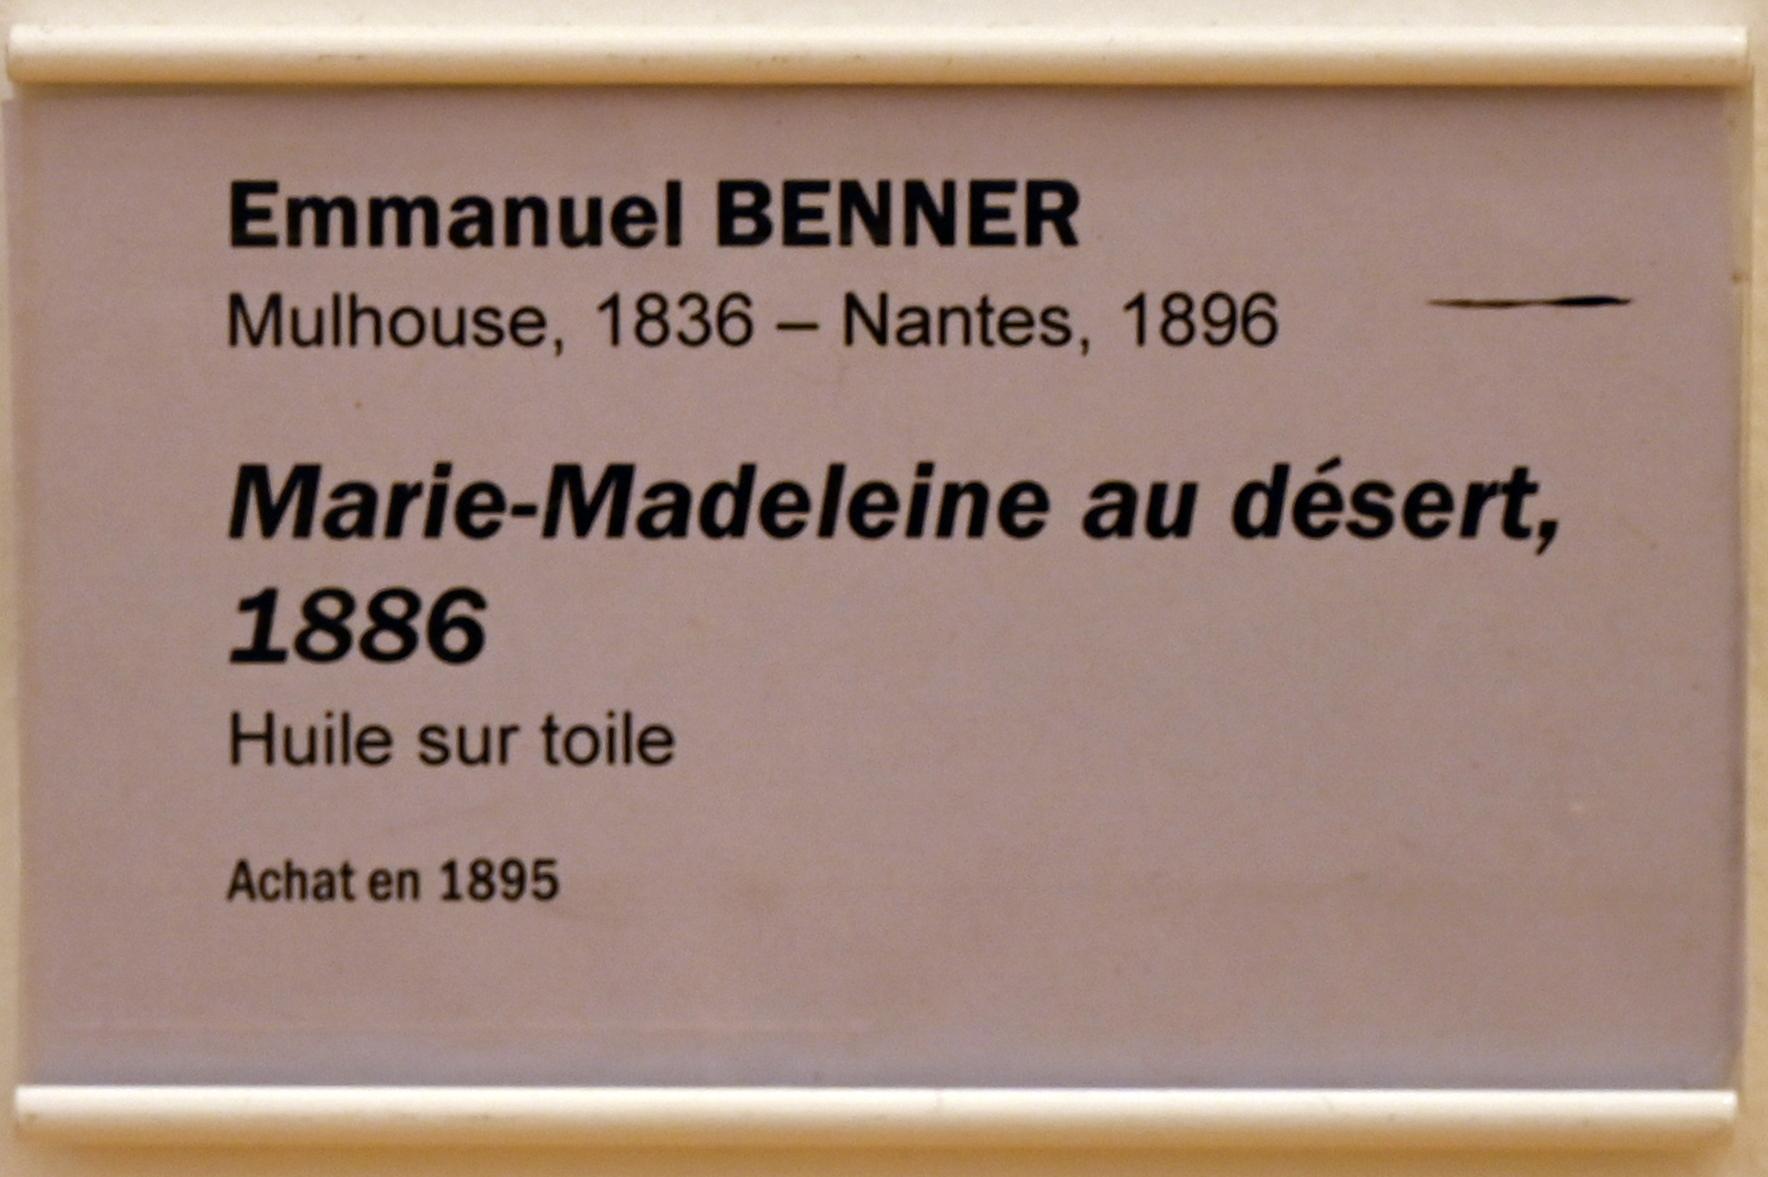 Emmanuel BENNER
Mulhouse, 1836 – Nantes, 1896
Marie-Madeleine au désert,
1886
Huile sur toile
Achat en 1895